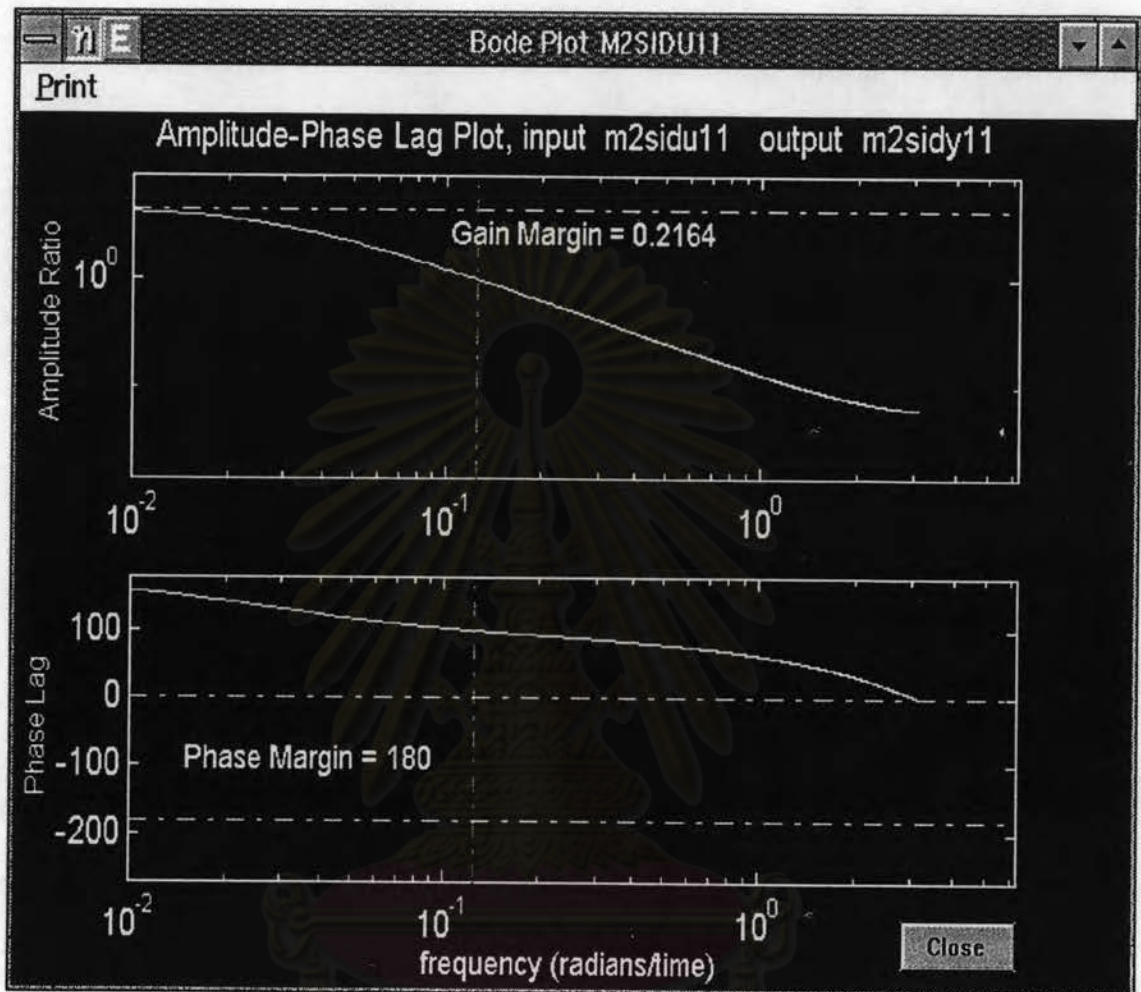 ท E Bode Plot M2SIDU11
Print
Amplitude-Phase Lag Plot, input m2sidu11 output m2sidy11
Amplitude Ratio
10^0
Gain Margin = 0.2164
10^-2 10^-1 10^0
Phase Lag
100
0
-100
-200
Phase Margin = 180
10^-2 10^-1 10^0
frequency (radians/time)
Close